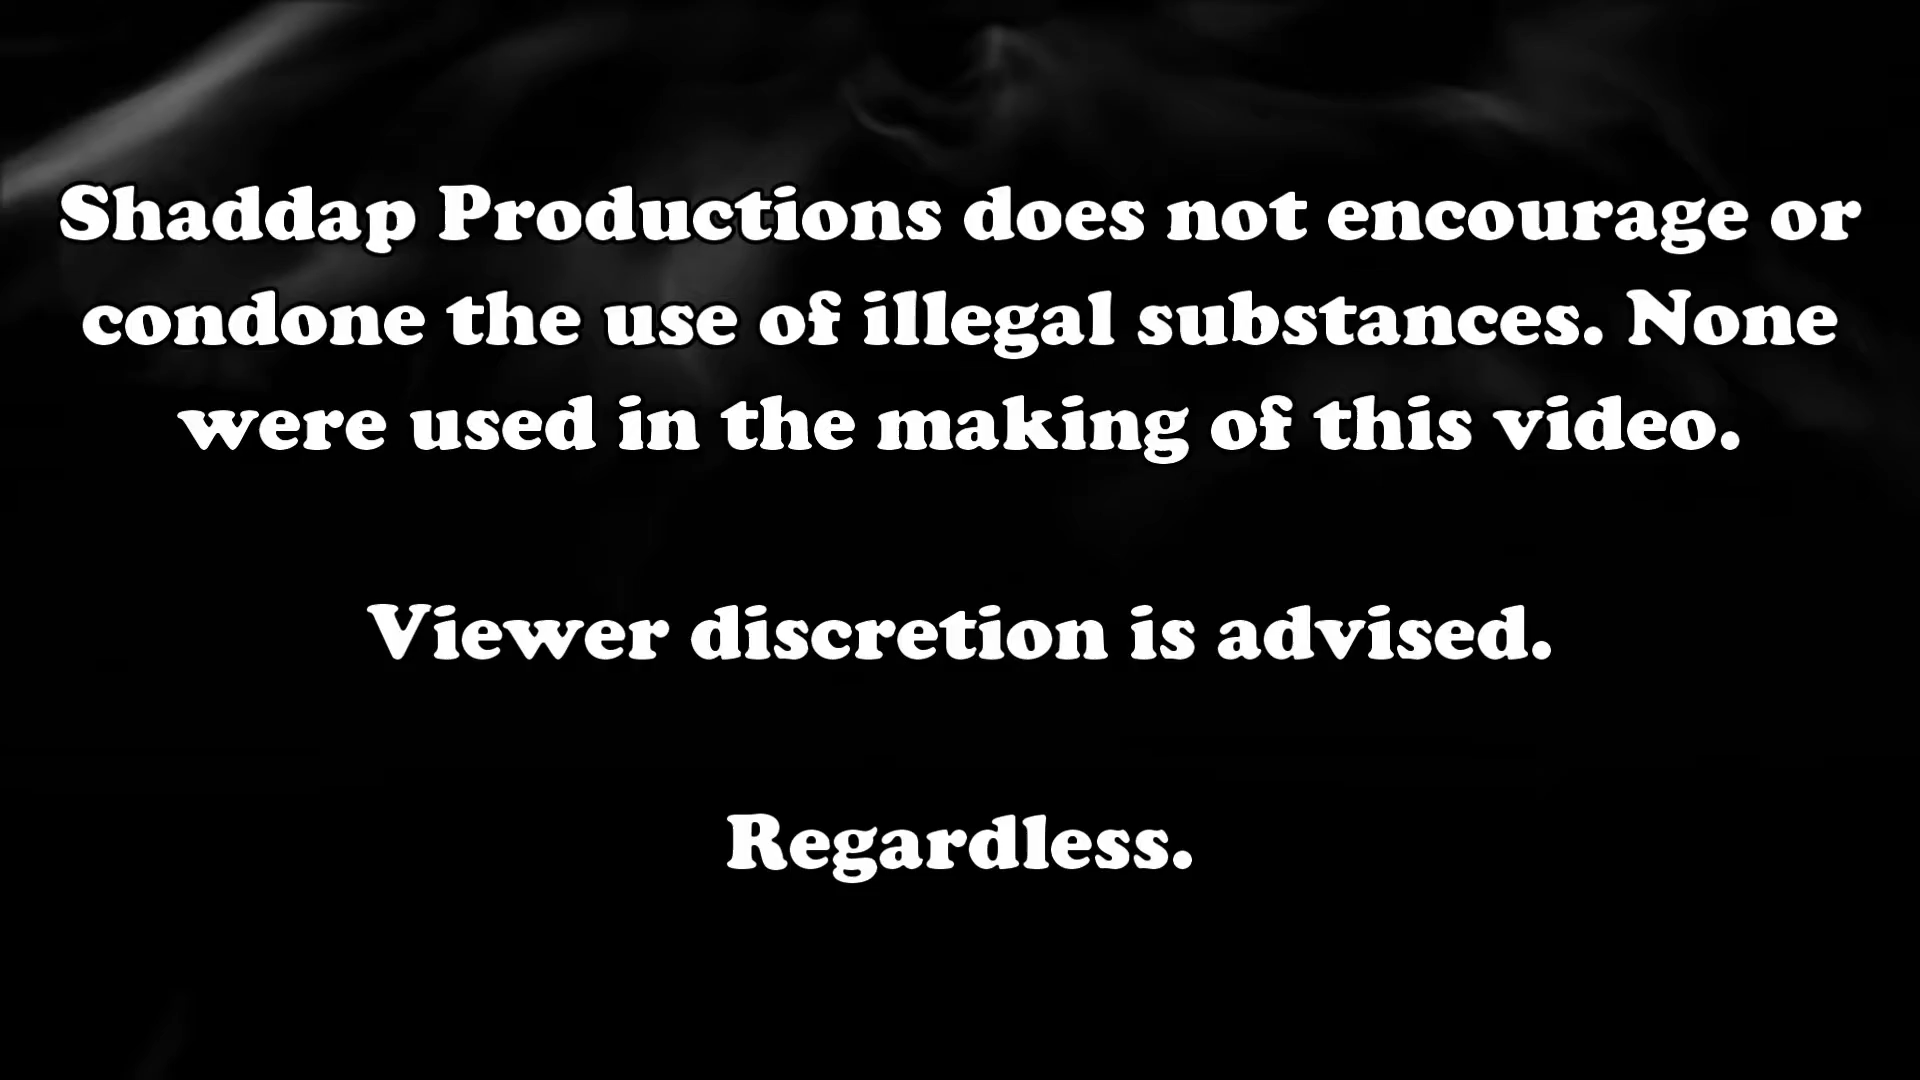 Shaddap Productions does not encourage or
condone the use of illegal substances. None
were used in the making of this video.
Viewer discretion is advised.
Regardless.